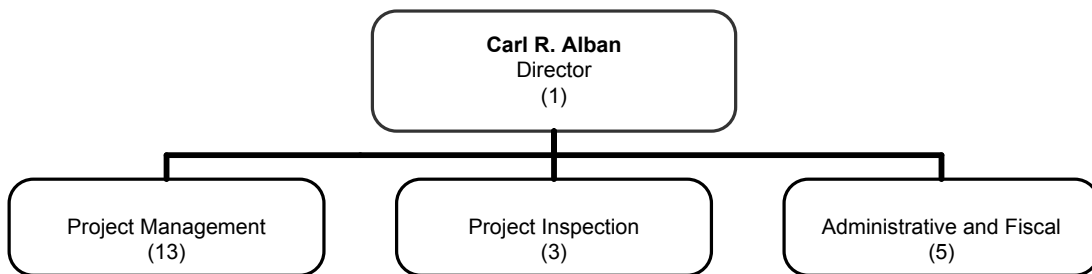 Carl R. Alban
Director
(1)
Project Management
(13)
Project Inspection
(3)
Administrative and Fiscal
(5)